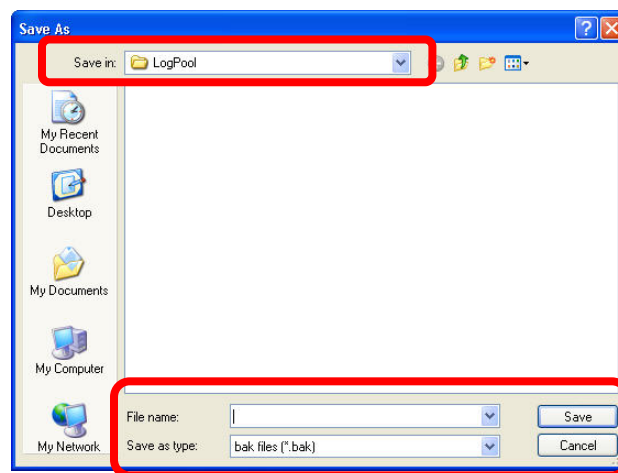 Save As
Save in: LogPool
My Recent
Documents
Desktop
My Documents
My Computer
My Network
File name: Save
Save as type: bak files (*.bak) Cancel